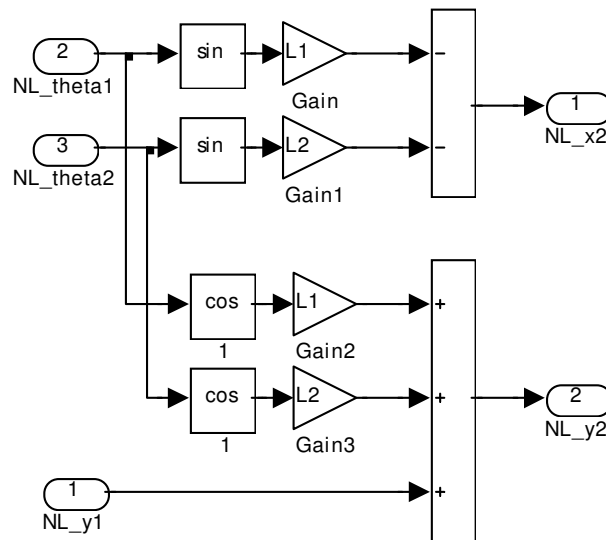 2
NL_theta1
sin
L1
Gain
−
1
NL_x2
3
NL_theta2
sin
L2
Gain1
−
cos
1
L1
Gain2
+
cos
1
L2
Gain3
+
2
NL_y2
1
NL_y1
+